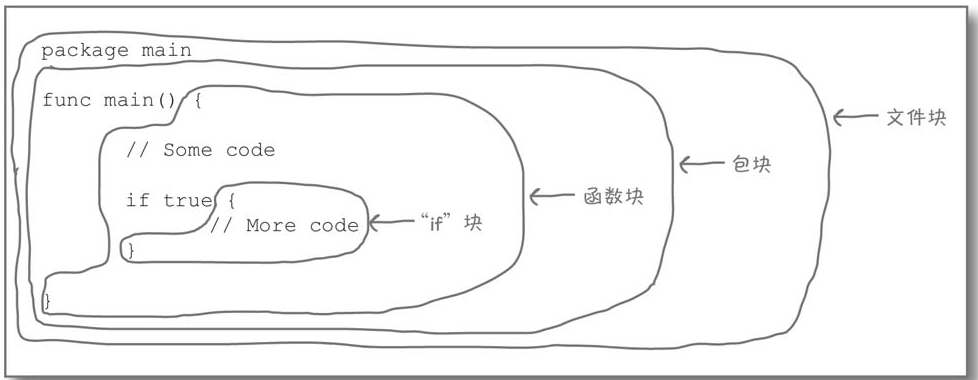 package main
func main() {
文件块
// Some code
包块
if true {
函数块
// More code
“if”块
}
}